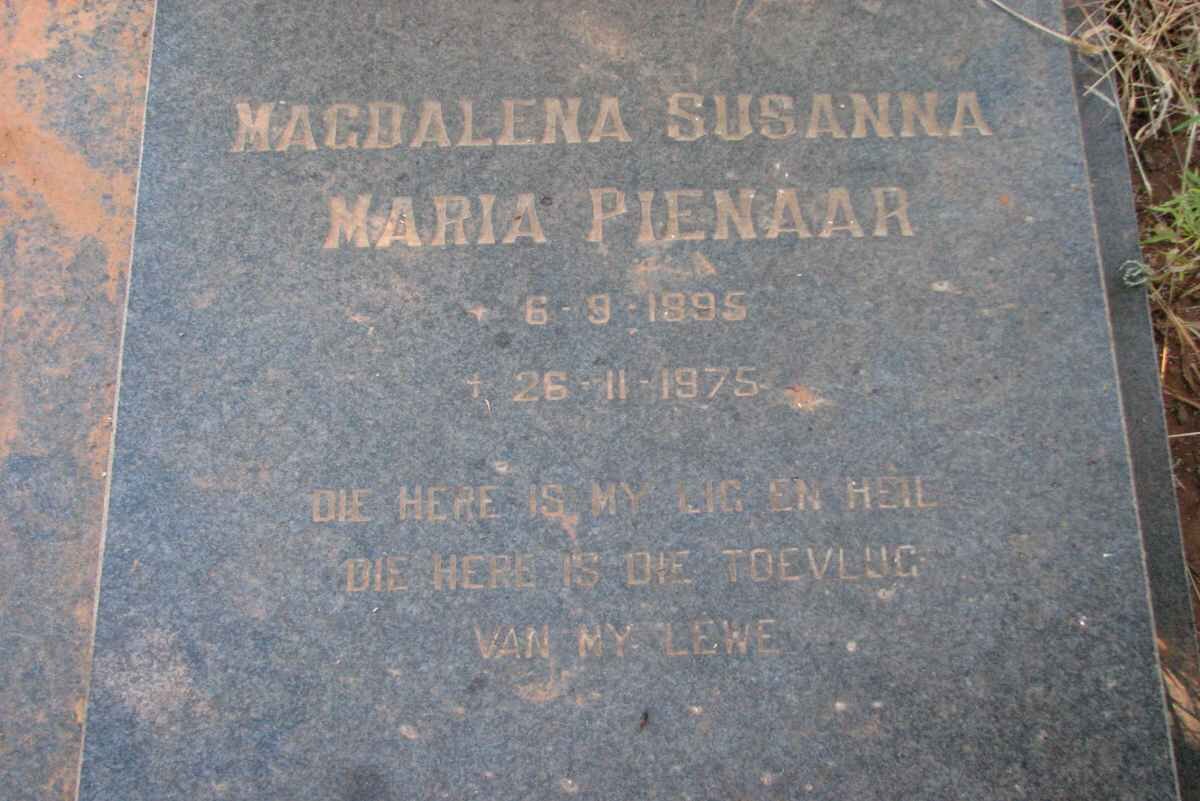 MAGDALENA SUSANNA
MARIA PIENAAR
* 6-9-1895
† 26-11-1975
DIE HERE IS MY LIG EN HEIL
DIE HERE IS DIE TOEVLUG
VAN MY LEWE